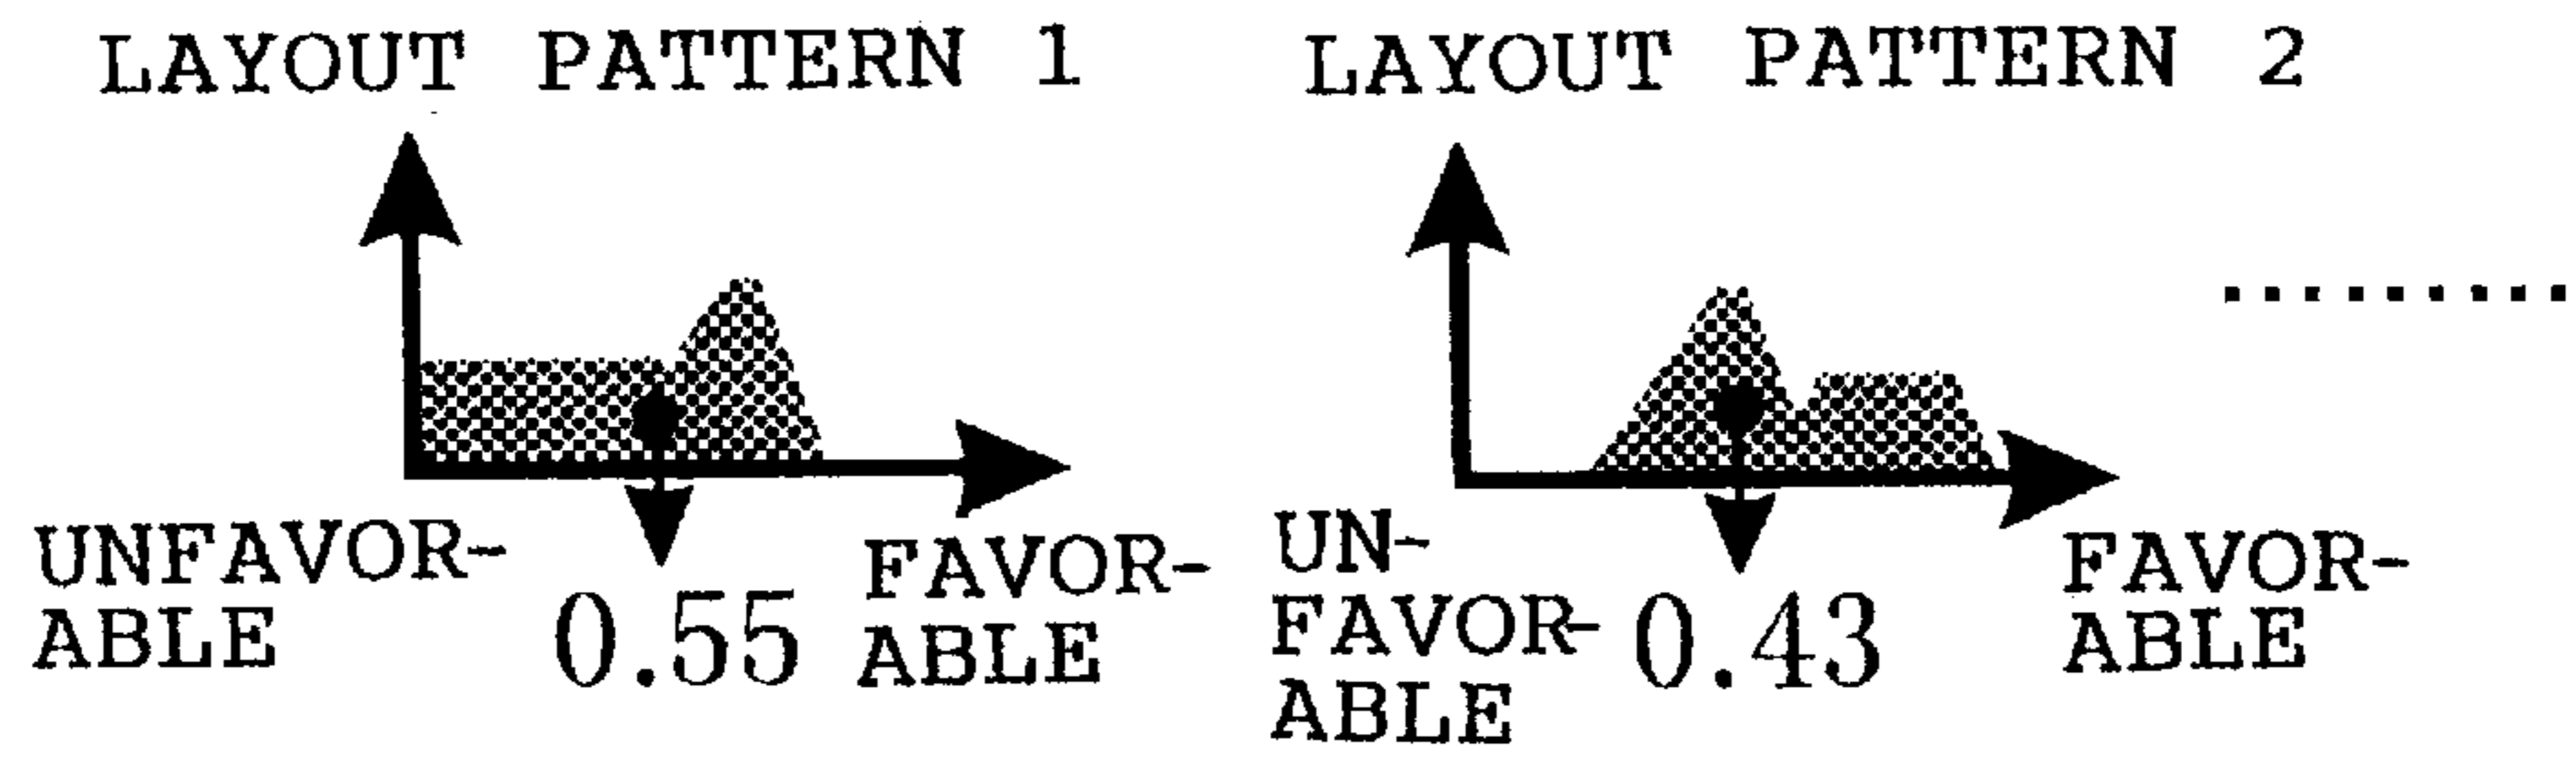 LAYOUT PATTERN 1
UNFAVOR-
ABLE
0.55
FAVOR-
ABLE
LAYOUT PATTERN 2
UN-
FAVOR-
ABLE
0.43
FAVOR-
ABLE